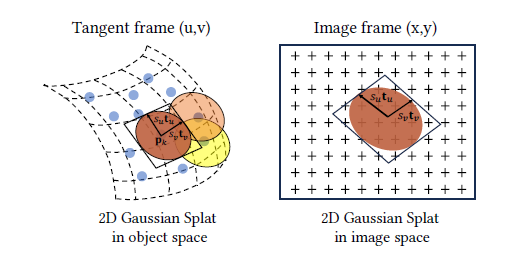 Tangent frame (u,v)
Image frame (x,y)
s_u t_u
s_v t_v
p_k
s_u t_u
s_v t_v
2D Gaussian Splat
in object space
2D Gaussian Splat
in image space